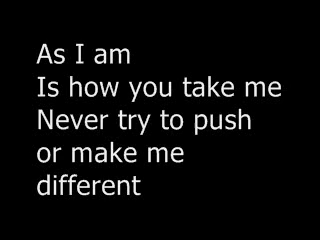 As I am
Is how you take me
Never try to push
or make me
different